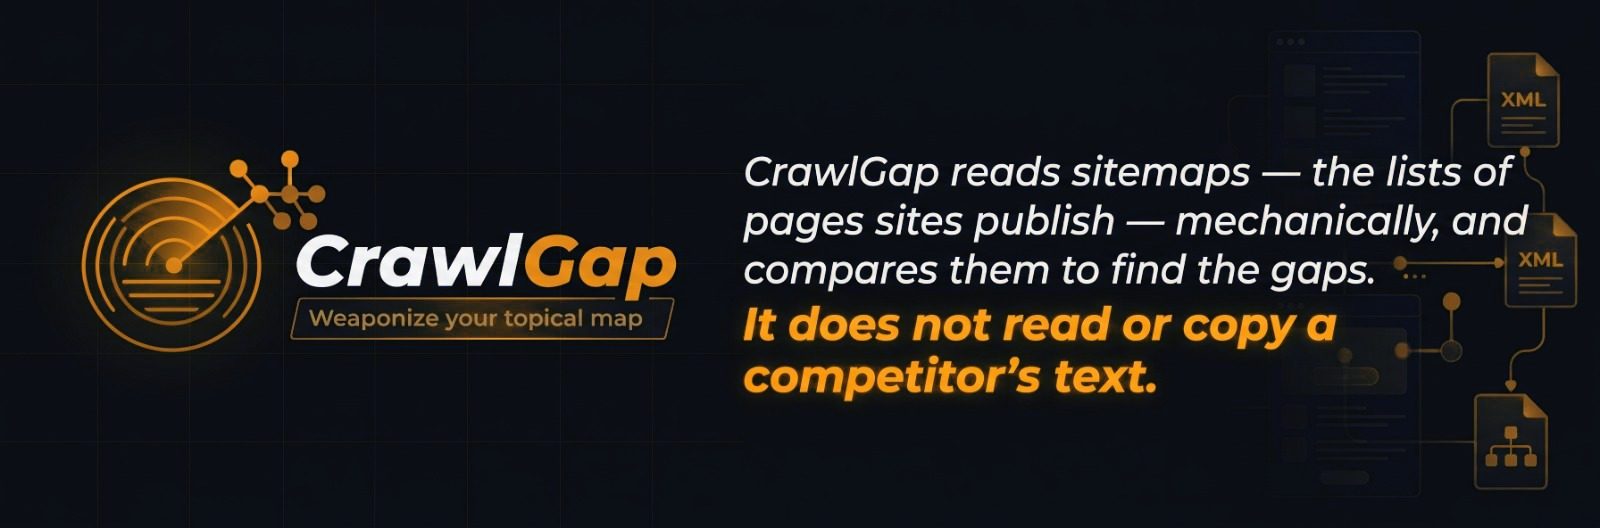 CrawlGap
Weaponize your topical map
CrawlGap reads sitemaps — the lists of
pages sites publish — mechanically, and
compares them to find the gaps.
It does not read or copy a
competitor’s text.
XML
XML